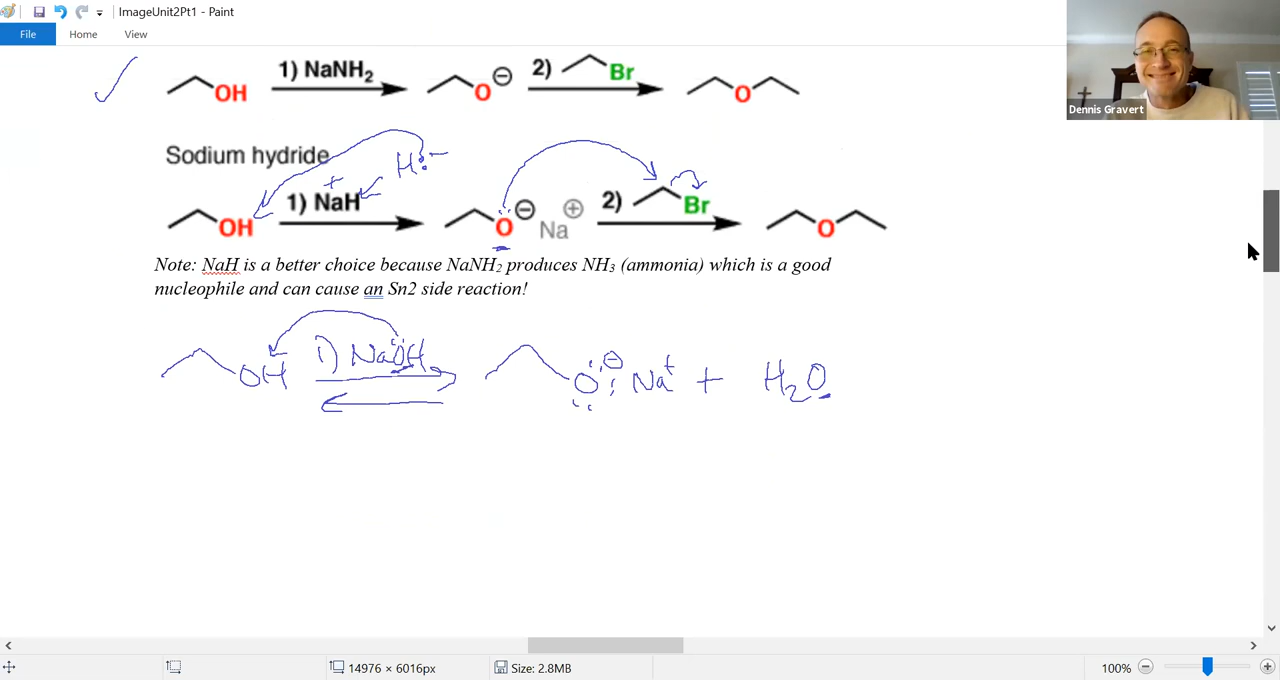 ImageUnit2Pt1 - Paint
File Home View
Dennis Gravert
OH 1) NaNH₂ O ⊖ 2) Br O
Sodium hydride
H:−
+
OH 1) NaH O ⊖ Na ⊕ 2) Br O
Note: NaH is a better choice because NaNH₂ produces NH₃ (ammonia) which is a good
nucleophile and can cause an Sn2 side reaction!
OH 1) NaOH O ⊖ Na⁺ + H₂O
14976 × 6016px Size: 2.8MB 100%